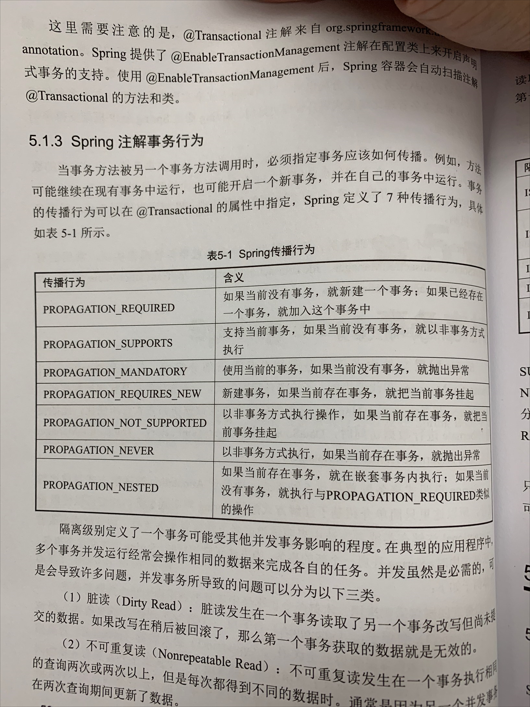 这里需要注意的是，@Transactional 注解来自 org.springframework.
annotation。Spring 提供了 @EnableTransactionManagement 注解在配置类上来开启声明
式事务的支持。使用 @EnableTransactionManagement 后，Spring 容器会自动扫描注解
@Transactional 的方法和类。
5.1.3 Spring 注解事务行为
当事务方法被另一个事务方法调用时，必须指定事务应该如何传播。例如，方法
可能继续在现有事务中运行，也可能开启一个新事务，并在自己的事务中运行。事务
的传播行为可以在 @Transactional 的属性中指定，Spring 定义了 7 种传播行为，具体
如表 5-1 所示。
表5-1 Spring传播行为
传播行为 含义
PROPAGATION_REQUIRED 如果当前没有事务，就新建一个事务；如果已经存在
一个事务，就加入这个事务中
PROPAGATION_SUPPORTS 支持当前事务，如果当前没有事务，就以非事务方式
执行
PROPAGATION_MANDATORY 使用当前的事务，如果当前没有事务，就抛出异常
PROPAGATION_REQUIRES_NEW 新建事务，如果当前存在事务，就把当前事务挂起
PROPAGATION_NOT_SUPPORTED 以非事务方式执行操作，如果当前存在事务，就把当
前事务挂起
PROPAGATION_NEVER 以非事务方式执行，如果当前存在事务，就抛出异常
PROPAGATION_NESTED 如果当前存在事务，就在嵌套事务内执行；如果当前
没有事务，就执行与PROPAGATION_REQUIRED类似
的操作
隔离级别定义了一个事务可能受其他并发事务影响的程度。在典型的应用程序中，
多个事务并发运行经常会操作相同的数据来完成各自的任务。并发虽然是必需的，可
是会导致许多问题，并发事务所导致的问题可以分为以下三类。
（1）脏读（Dirty Read）：脏读发生在一个事务读取了另一个事务改写但尚未提
交的数据。如果改写在稍后被回滚了，那么第一个事务获取的数据就是无效的。
（2）不可重复读（Nonrepeatable Read）：不可重复读发生在一个事务执行相同
的查询两次或两次以上，但是每次都得到不同的数据时。通常是因为另一个并发事务
在两次查询期间更新了数据。